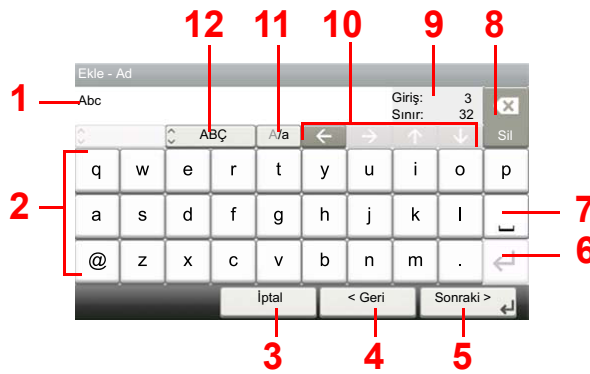 12 11 10 9 8
Ekle - Ad
1 Abc Giriş: 3
Sınır: 32
ABÇ A/a Sil
2
q w e r t y u i o p
a s d f g h j k l 7
@ z x c v b n m . 6
İptal < Geri Sonraki >
3 4 5